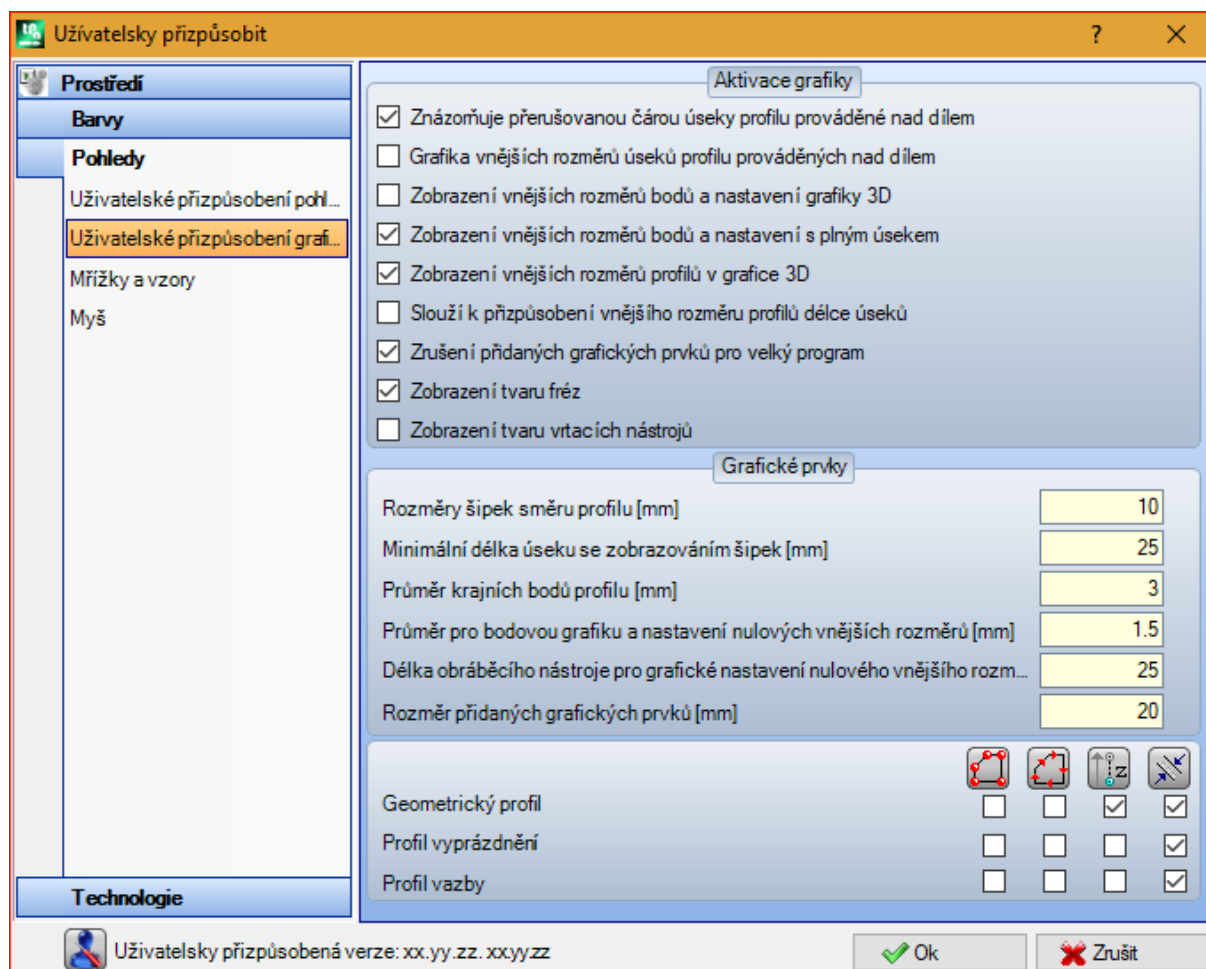 Užívatelsky přizpůsobit
?
Prostředí
Barvy
Pohledy
Uživatelské přizpůsobení pohl...
Uživatelské přizpůsobení grafi...
Mřížky a vzory
Myš
Technologie
Aktivace grafiky
Znázorňuje přerušovanou čárou úseky profilu prováděné nad dílem
Grafika vnějších rozměrů úseků profilu prováděných nad dílem
Zobrazení vnějších rozměrů bodů a nastavení grafiky 3D
Zobrazení vnějších rozměrů bodů a nastavení s plným úsekem
Zobrazení vnějších rozměrů profilů v grafice 3D
Slouží k přizpůsobení vnějšího rozměru profilů délce úseků
Zrušení přidaných grafických prvků pro velký program
Zobrazení tvaru fréz
Zobrazení tvaru vrtacích nástrojů
Grafické prvky
Rozměry šipek směru profilu [mm] 10
Minimální délka úseku se zobrazováním šipek [mm] 25
Průměr krajních bodů profilu [mm] 3
Průměr pro bodovou grafiku a nastavení nulových vnějších rozměrů [mm] 1.5
Délka obráběcího nástroje pro grafické nastavení nulového vnějšího rozm... 25
Rozměr přidaných grafických prvků [mm] 20
z
Geometrický profil
Profil vyprázdnění
Profil vazby
Uživatelsky přizpůsobená verze: xx.yy.zz. xx.yy.zz
Ok
Zrušit